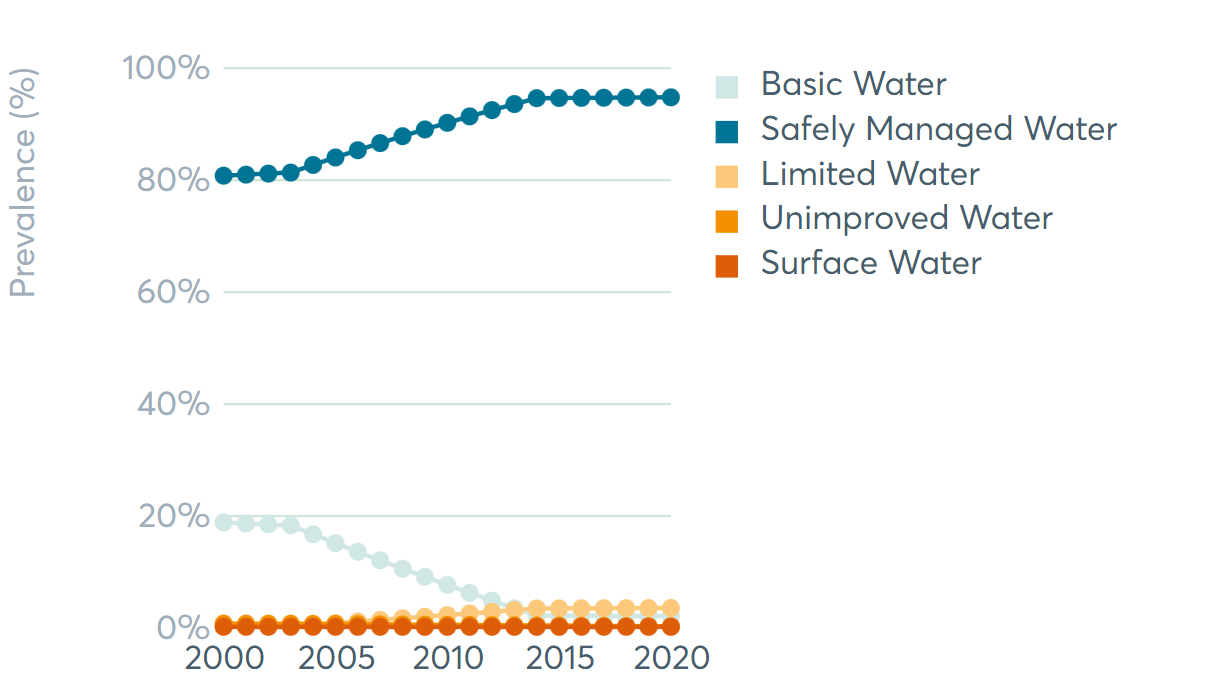 Prevalence (%)
100%
80%
60%
40%
20%
0%
2000 2005 2010 2015 2020
Basic Water
Safely Managed Water
Limited Water
Unimproved Water
Surface Water